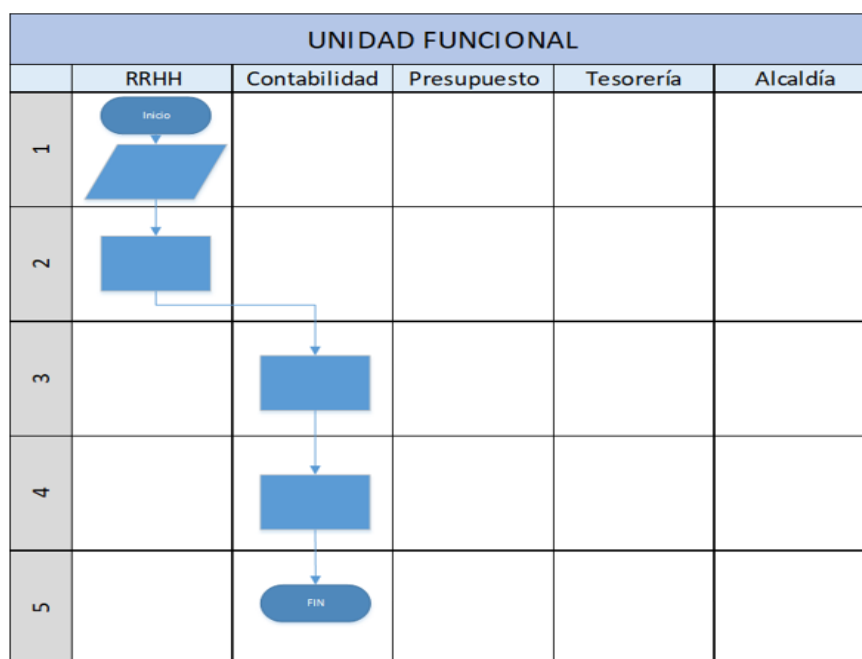 UNIDAD FUNCIONAL
RRHH Contabilidad Presupuesto Tesorería Alcaldía
Inicio
1
2
3
4
FIN
5